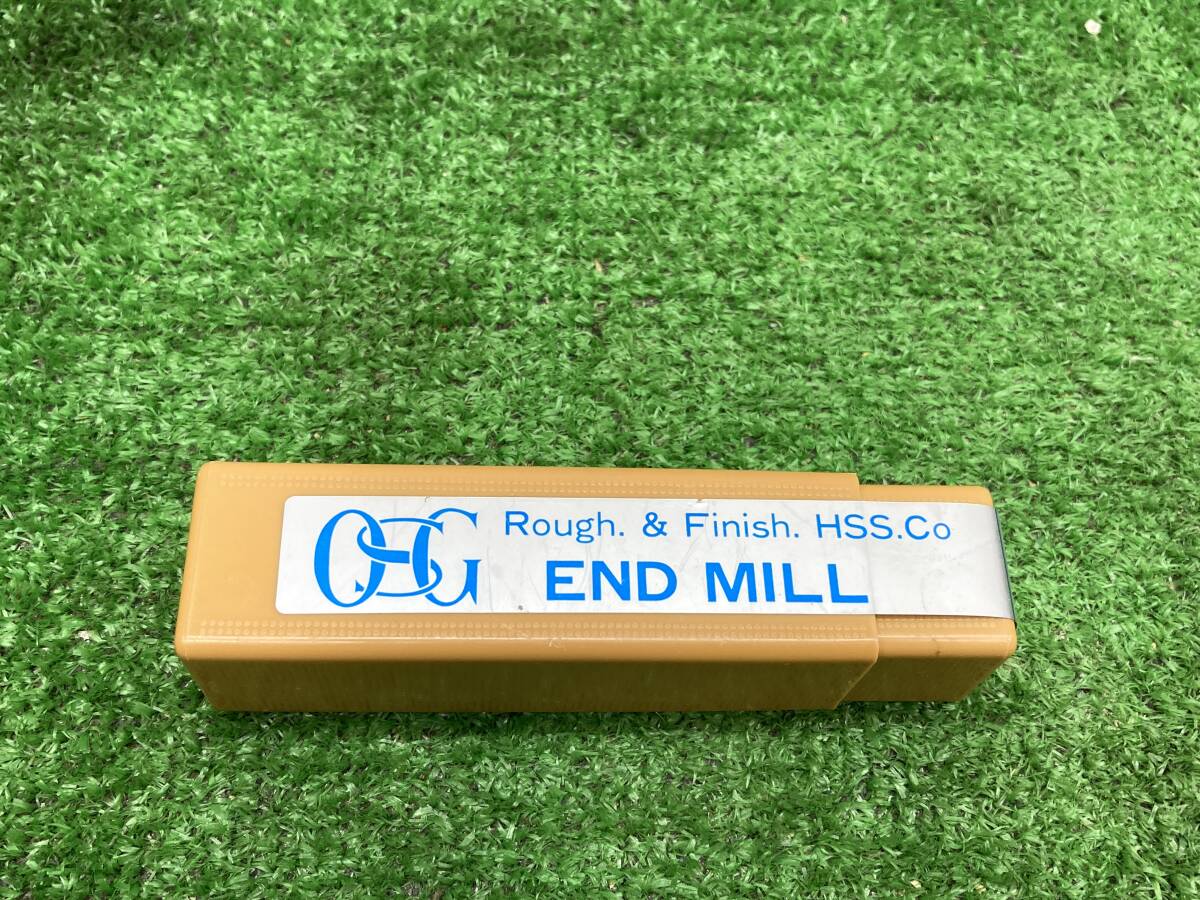 OSG
Rough. & Finish. HSS.Co
END MILL